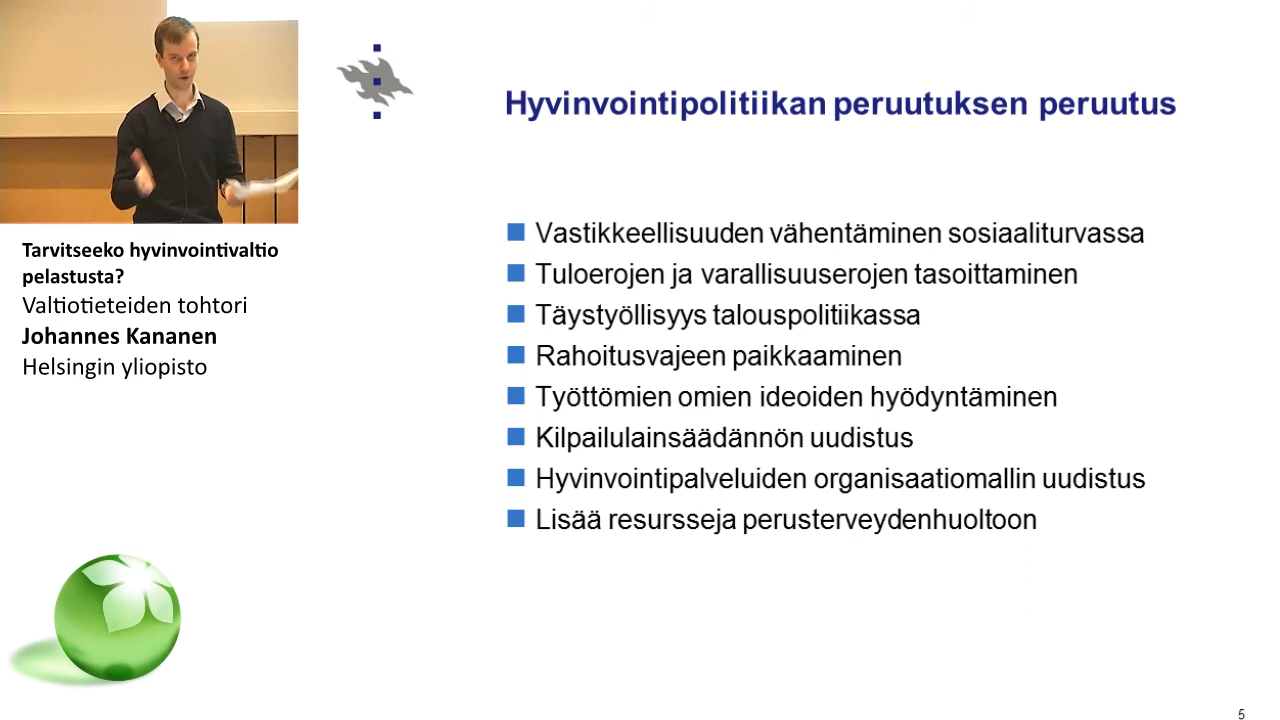 Hyvinvointipolitiikan peruutuksen peruutus
Tarvitseeko hyvinvointivaltio
pelastusta?
Valtiotieteiden tohtori
Johannes Kananen
Helsingin yliopisto
Vastikkeellisuuden vähentäminen sosiaaliturvassa
Tuloerojen ja varallisuuserojen tasoittaminen
Täystyöllisyys talouspolitiikassa
Rahoitusvajeen paikkaaminen
Työttömien omien ideoiden hyödyntäminen
Kilpailulainsäädännön uudistus
Hyvinvointipalveluiden organisaatiomallin uudistus
Lisää resursseja perusterveydenhuoltoon
5